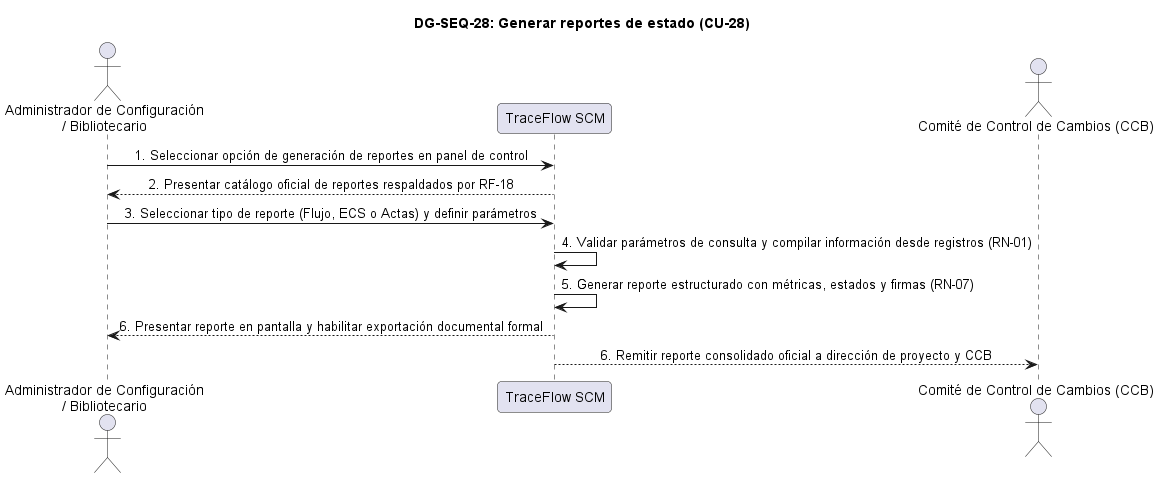 DG-SEQ-28: Generar reportes de estado (CU-28)
Administrador de Configuración
/ Bibliotecario
TraceFlow SCM
Comité de Control de Cambios (CCB)
1. Seleccionar opción de generación de reportes en panel de control
2. Presentar catálogo oficial de reportes respaldados por RF-18
3. Seleccionar tipo de reporte (Flujo, ECS o Actas) y definir parámetros
4. Validar parámetros de consulta y compilar información desde registros (RN-01)
5. Generar reporte estructurado con métricas, estados y firmas (RN-07)
6. Presentar reporte en pantalla y habilitar exportación documental formal
6. Remitir reporte consolidado oficial a dirección de proyecto y CCB
Administrador de Configuración
/ Bibliotecario
TraceFlow SCM
Comité de Control de Cambios (CCB)